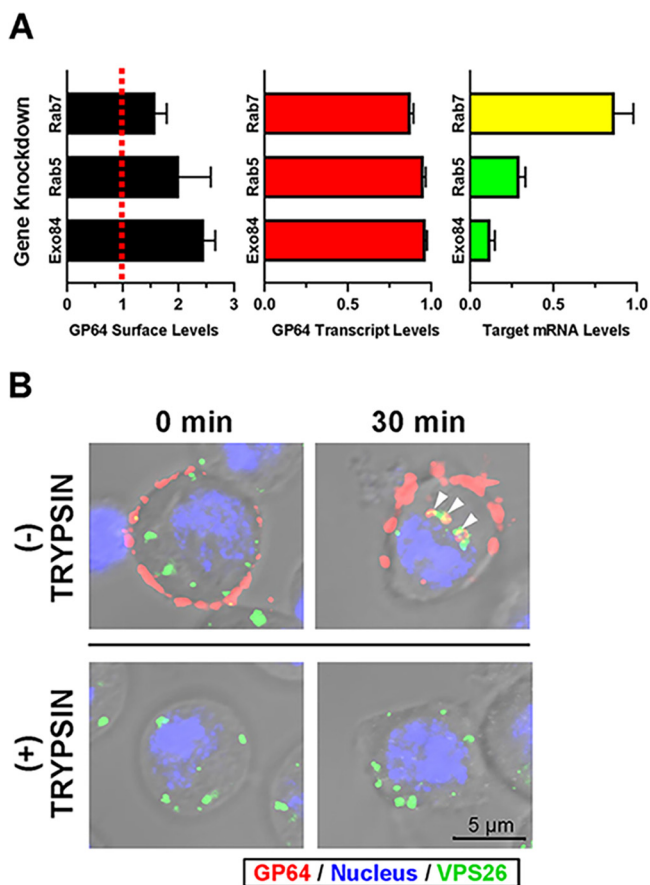 A
Gene Knockdown
Rab7
Rab5
Exo84
0 1 2 3
GP64 Surface Levels
Rab7
Rab5
Exo84
0.0 0.5 1.0
GP64 Transcript Levels
Rab7
Rab5
Exo84
0.0 0.5 1.0
Target mRNA Levels
B
0 min 30 min
(-)
TRYPSIN
(+)
TRYPSIN
5 µm
GP64 / Nucleus / VPS26